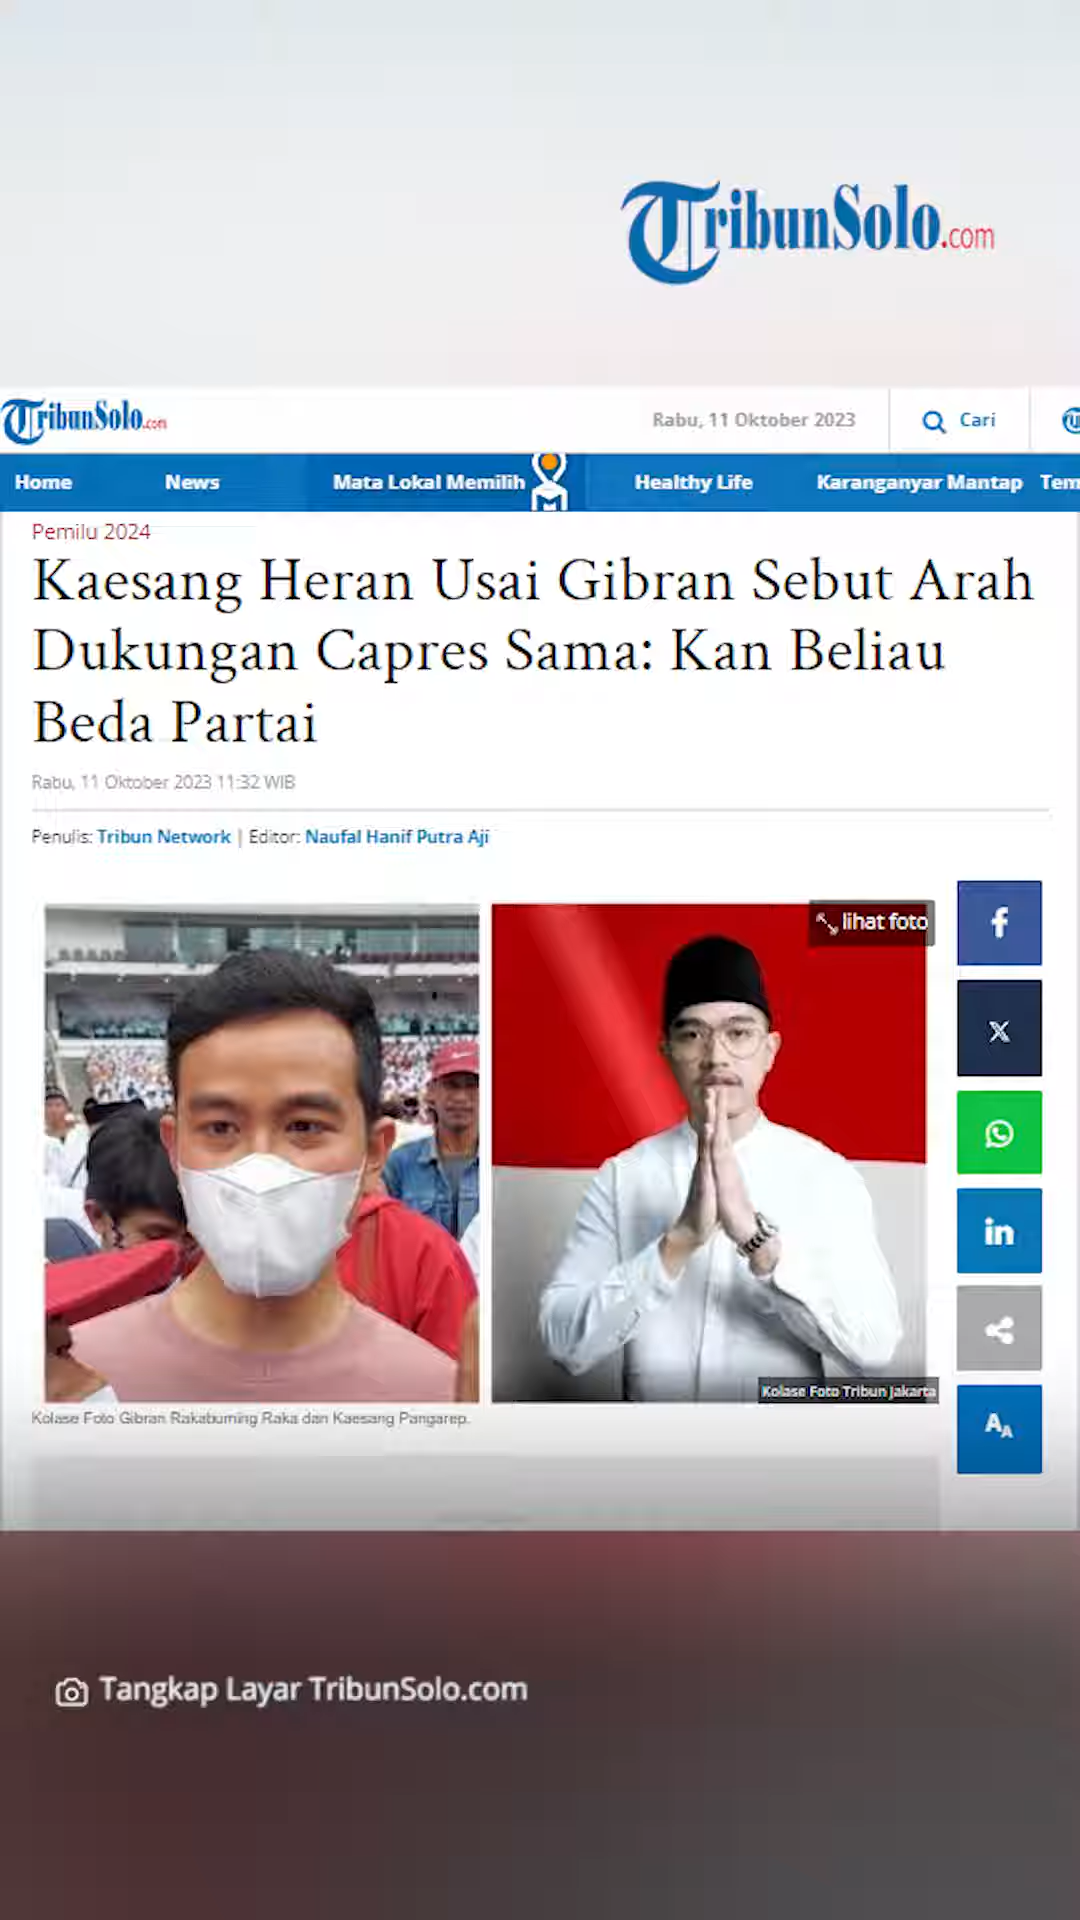 TribunSolo.com
TribunSolo.com
Rabu, 11 Oktober 2023
Cari
Home
News
Mata Lokal Memilih
Healthy Life
Karanganyar Mantap
Tem
Pemilu 2024
Kaesang Heran Usai Gibran Sebut Arah
Dukungan Capres Sama: Kan Beliau
Beda Partai
Rabu, 11 Oktober 2023 11:32 WIB
Penulis: Tribun Network | Editor: Naufal Hanif Putra Aji
lihat foto
Kolase Foto Tribun Jakarta
Kolase Foto Gibran Rakabuming Raka dan Kaesang Pangarep.
Tangkap Layar TribunSolo.com